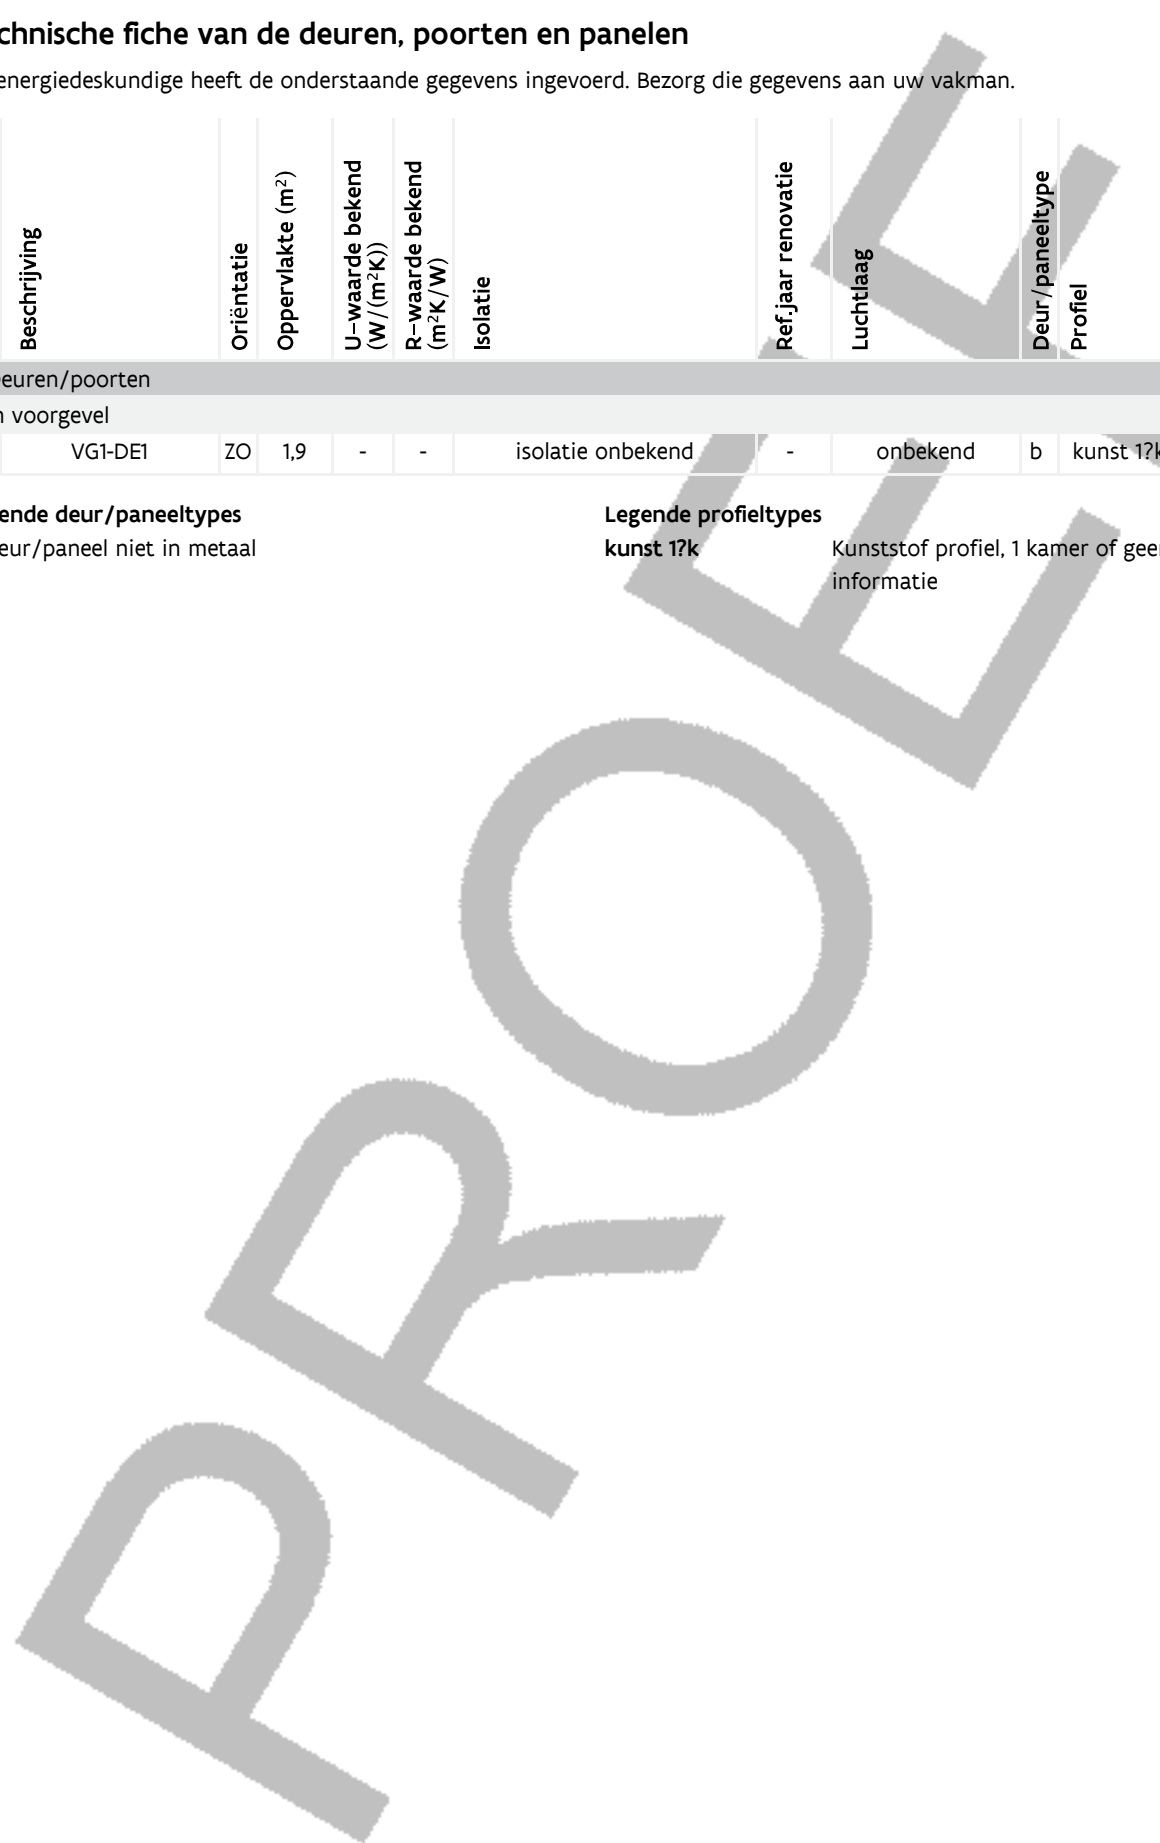 chnische fiche van de deuren, poorten en panelen
energiedeskundige heeft de onderstaande gegevens ingevoerd. Bezorg die gegevens aan uw vakman.
Beschrijving
Oriëntatie
Oppervlakte (m²)
U-waarde bekend
(W/(m²K))
R-waarde bekend
(m²K/W)
Isolatie
Ref.jaar renovatie
Luchtlaag
Deur/paneeltype
Profiel
euren/poorten
n voorgevel
VG1-DE1 ZO 1,9 - - isolatie onbekend - onbekend b kunst 1?k
ende deur/paneeltypes
eur/paneel niet in metaal
Legende profieltypes
kunst 1?k Kunststof profiel, 1 kamer of geen
informatie
PROEF